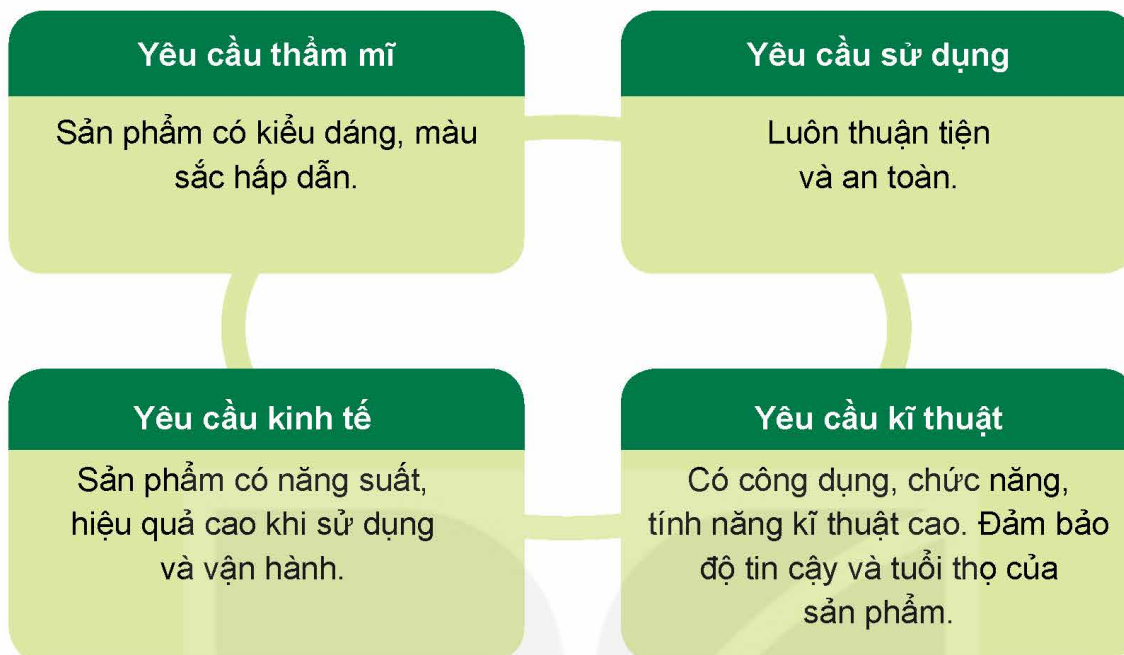 Yêu cầu thẩm mĩ
Sản phẩm có kiểu dáng, màu
sắc hấp dẫn.
Yêu cầu sử dụng
Luôn thuận tiện
và an toàn.
Yêu cầu kinh tế
Sản phẩm có năng suất,
hiệu quả cao khi sử dụng
và vận hành.
Yêu cầu kĩ thuật
Có công dụng, chức năng,
tính năng kĩ thuật cao. Đảm bảo
độ tin cậy và tuổi thọ của
sản phẩm.